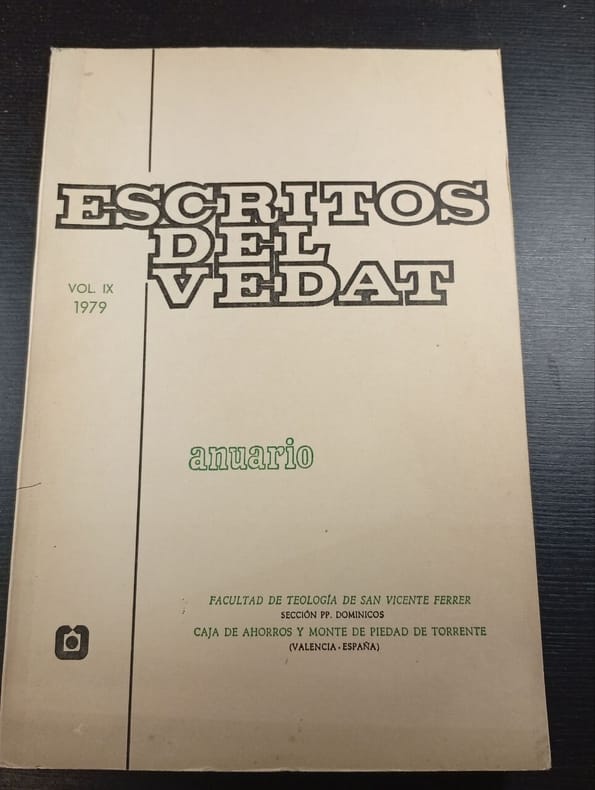 ESCRITOS
DEL
VEDAT
VOL. IX
1979
anuario
FACULTAD DE TEOLOGÍA DE SAN VICENTE FERRER
SECCIÓN PP. DOMINICOS
CAJA DE AHORROS Y MONTE DE PIEDAD DE TORRENTE
(VALENCIA - ESPAÑA)